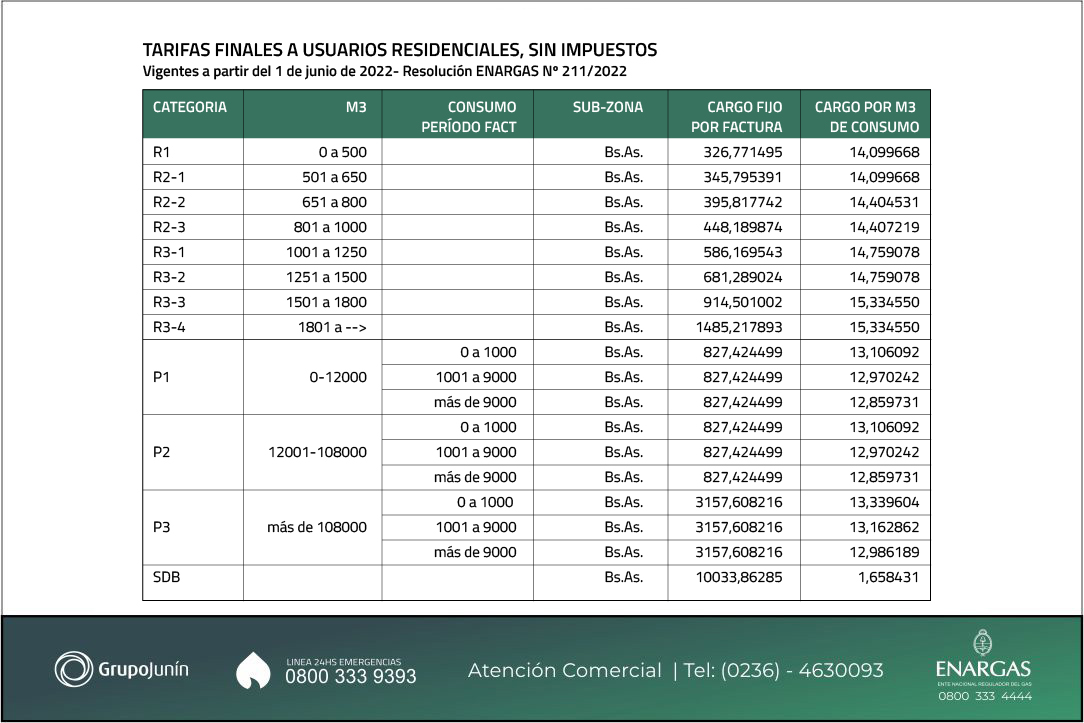 TARIFAS FINALES A USUARIOS RESIDENCIALES, SIN IMPUESTOS
Vigentes a partir del 1 de junio de 2022- Resolución ENARGAS Nº 211/2022
CATEGORIA M3 CONSUMO PERÍODO FACT SUB-ZONA CARGO FIJO POR FACTURA CARGO POR M3 DE CONSUMO
R1 0 a 500 Bs.As. 326,771495 14,099668
R2-1 501 a 650 Bs.As. 345,795391 14,099668
R2-2 651 a 800 Bs.As. 395,817742 14,404531
R2-3 801 a 1000 Bs.As. 448,189874 14,407219
R3-1 1001 a 1250 Bs.As. 586,169543 14,759078
R3-2 1251 a 1500 Bs.As. 681,289024 14,759078
R3-3 1501 a 1800 Bs.As. 914,501002 15,334550
R3-4 1801 a --> Bs.As. 1485,217893 15,334550
0 a 1000 Bs.As. 827,424499 13,106092
P1 0-12000 1001 a 9000 Bs.As. 827,424499 12,970242
más de 9000 Bs.As. 827,424499 12,859731
0 a 1000 Bs.As. 827,424499 13,106092
P2 12001-108000 1001 a 9000 Bs.As. 827,424499 12,970242
más de 9000 Bs.As. 827,424499 12,859731
0 a 1000 Bs.As. 3157,608216 13,339604
P3 más de 108000 1001 a 9000 Bs.As. 3157,608216 13,162862
más de 9000 Bs.As. 3157,608216 12,986189
SDB Bs.As. 10033,86285 1,658431
GrupoJunín
LINEA 24HS EMERGENCIAS
0800 333 9393
Atención Comercial | Tel: (0236) - 4630093
ENARGAS
ENTE NACIONAL REGULADOR DEL GAS
0800 333 4444